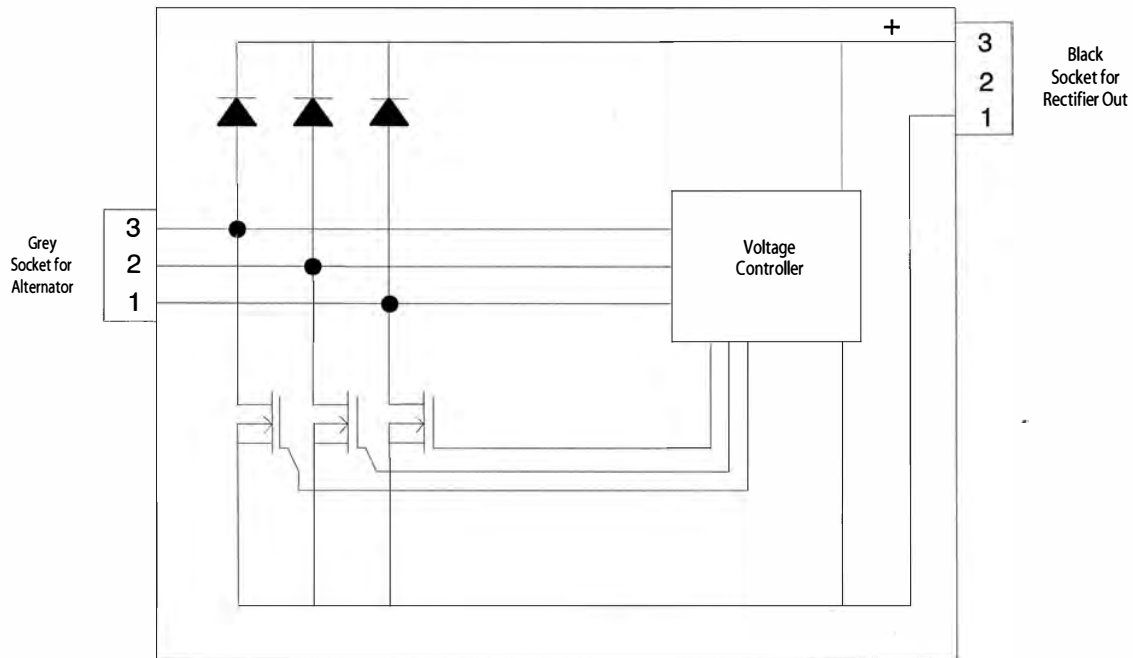 +
3
2
1
Black
Socket for
Rectifier Out
Grey
Socket for
Alternator
3
2
1
Voltage
Controller